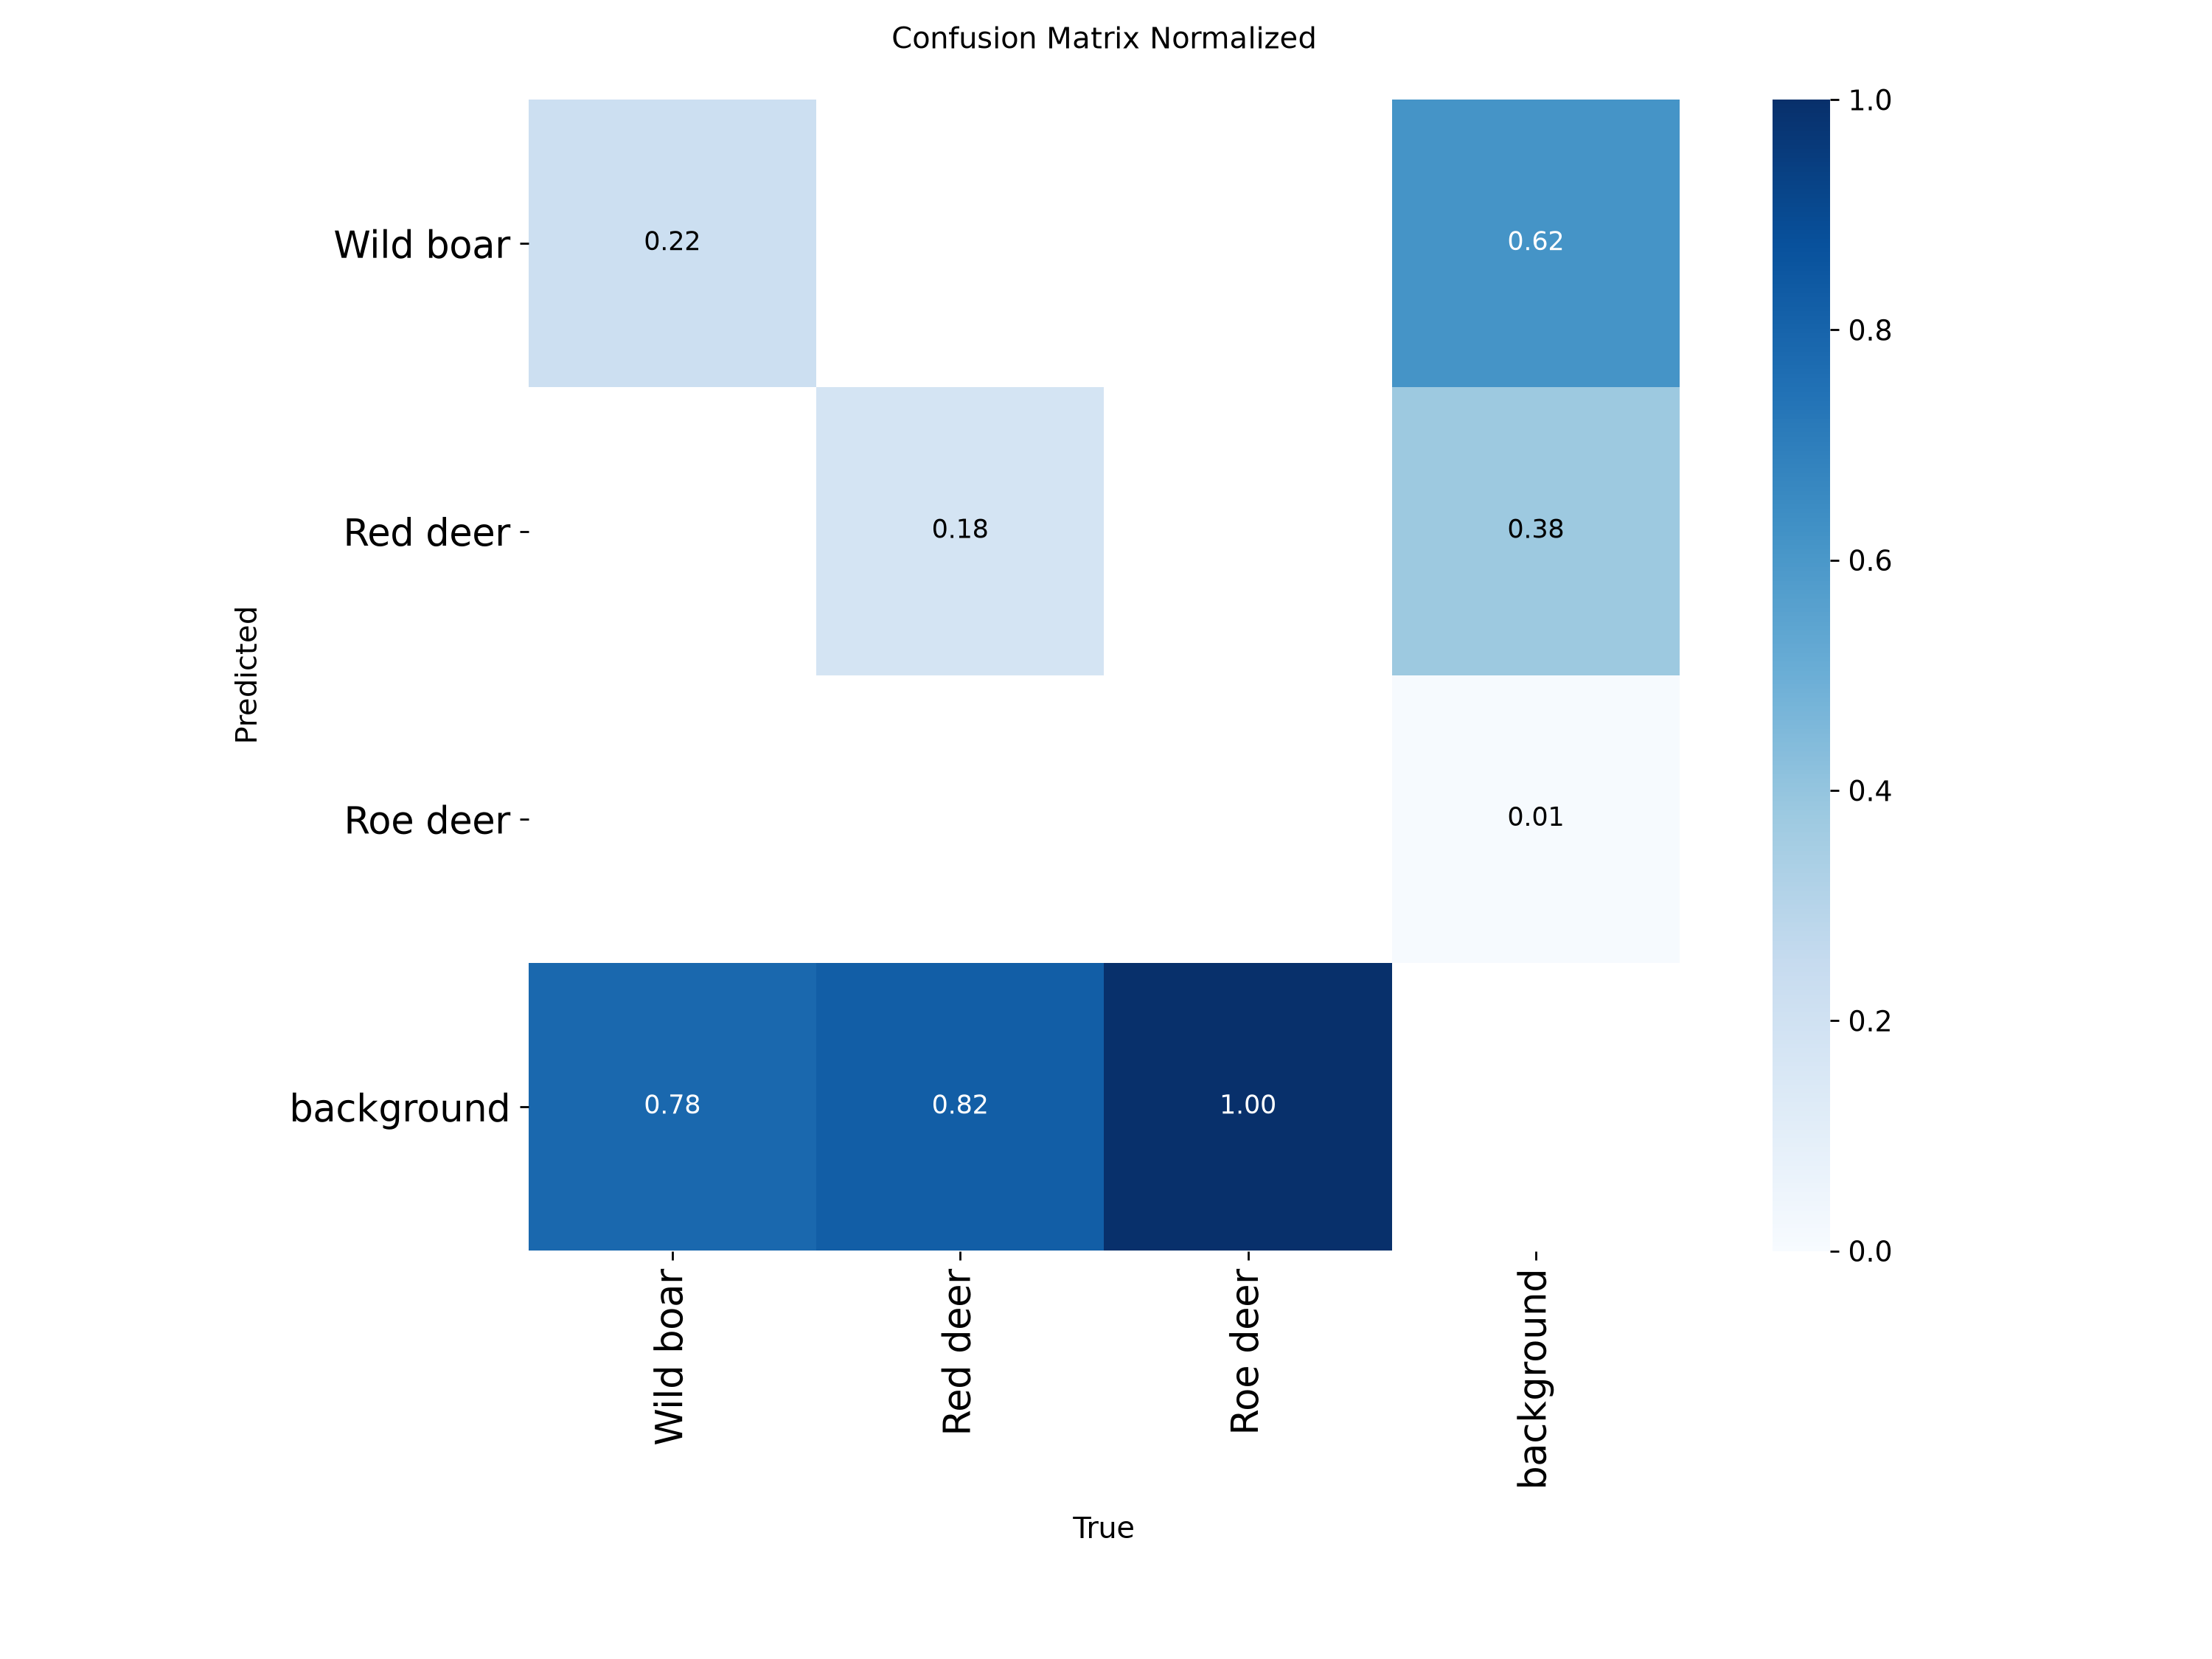 Confusion Matrix Normalized
Predicted
Wild boar
0.22
0.62
Red deer
0.18
0.38
Roe deer
0.01
background
0.78
0.82
1.00
Wild boar
Red deer
Roe deer
background
True
1.0
0.8
0.6
0.4
0.2
0.0